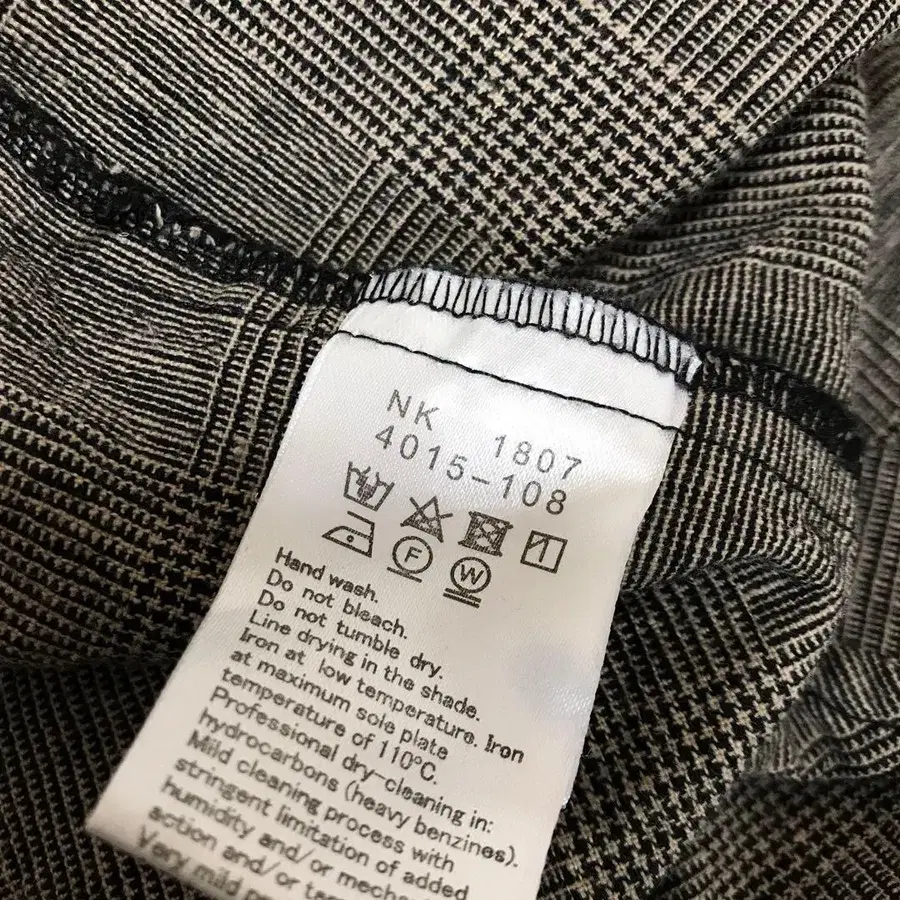 NK 1807
4015-108
F W
Hand wash.
Do not bleach.
Do not tumble dry.
Line drying in the shade.
Iron at low temperature. Iron
at maximum sole plate
temperature of 110°C.
Professional dry-cleaning in:
hydrocarbons (heavy benzines).
Mild cleaning process with
stringent limitation of added
humidity and/or mecha
action and/or
Very mild